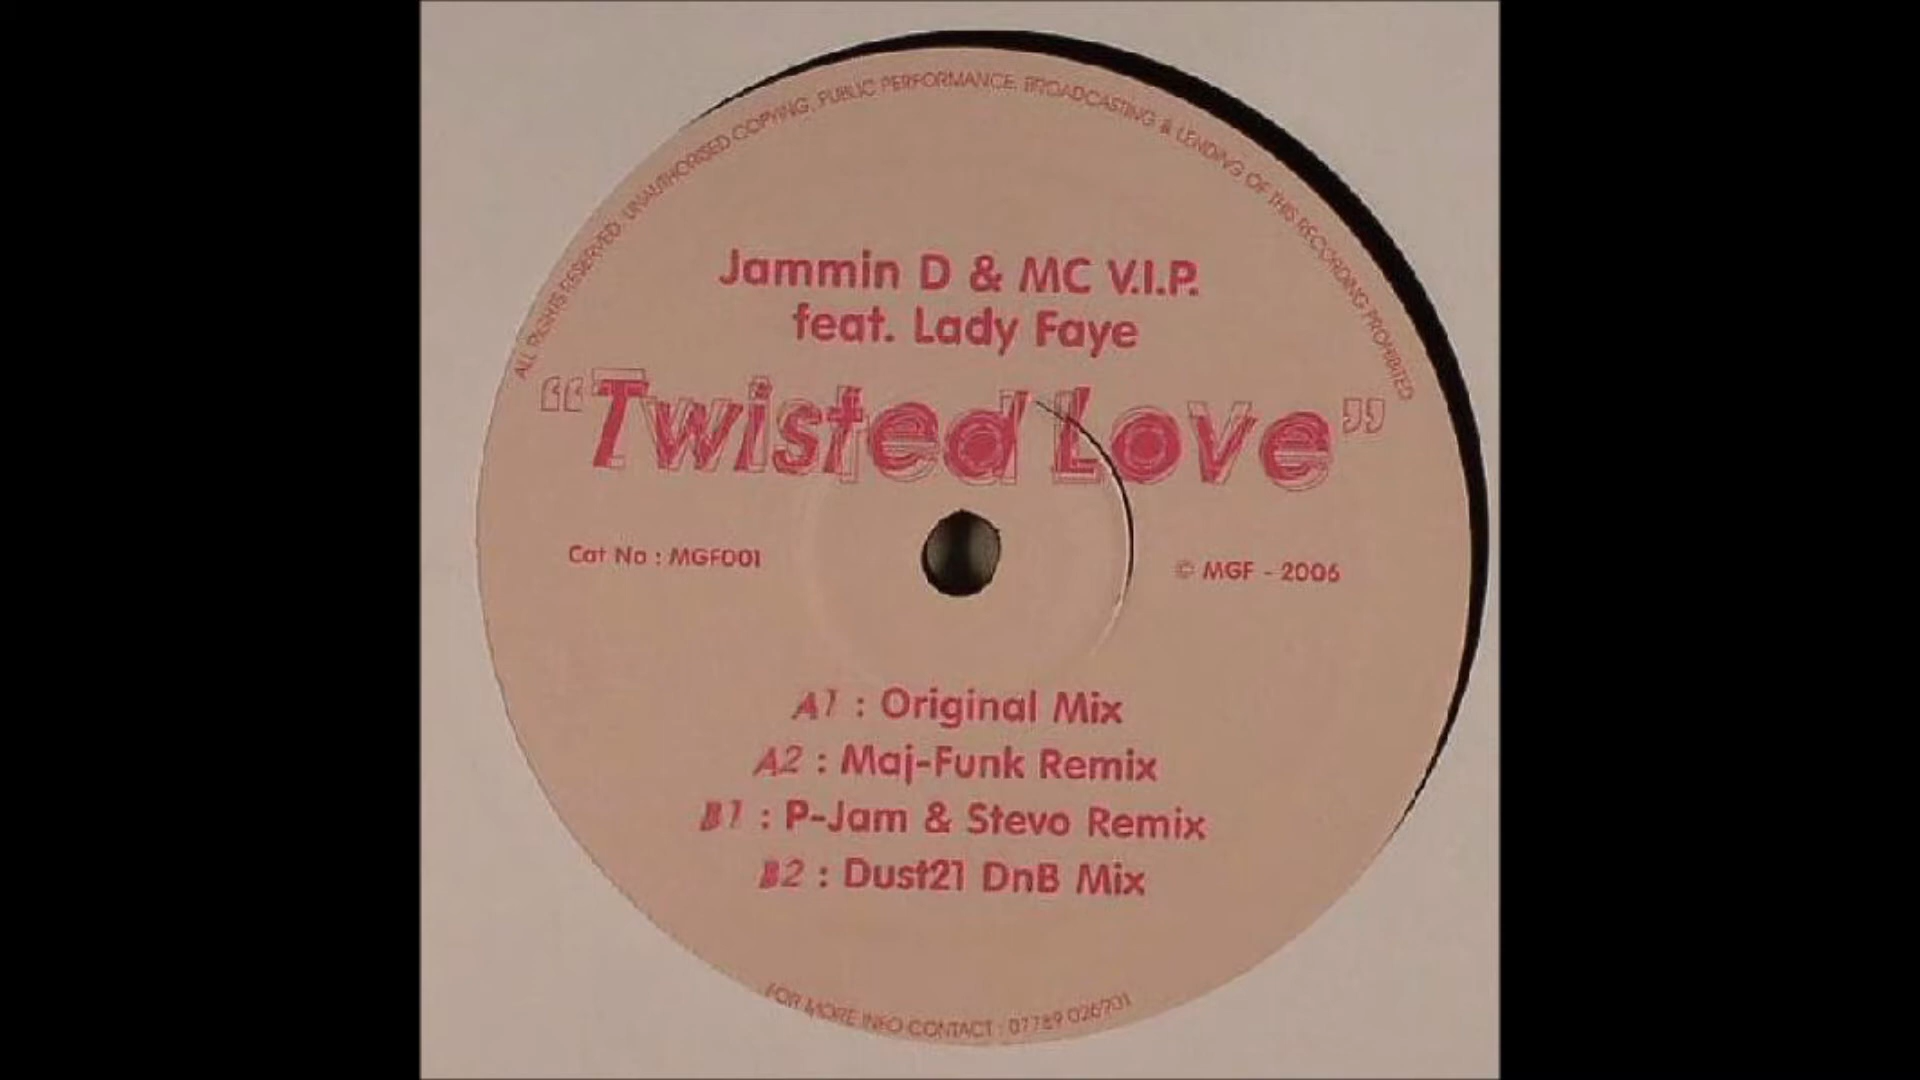 ALL RIGHTS RESERVED. UNAUTHORISED COPYING, PUBLIC PERFORMANCE, BROADCASTING & LENDING OF THIS RECORDING PROHIBITED
Jammin D & MC V.I.P.
feat. Lady Faye
“Twisted Love”
Cat No : MGF001
© MGF - 2006
A1 : Original Mix
A2 : Maj-Funk Remix
B1 : P-Jam & Stevo Remix
B2 : Dust21 DnB Mix
FOR MORE INFO CONTACT : 07789 026701